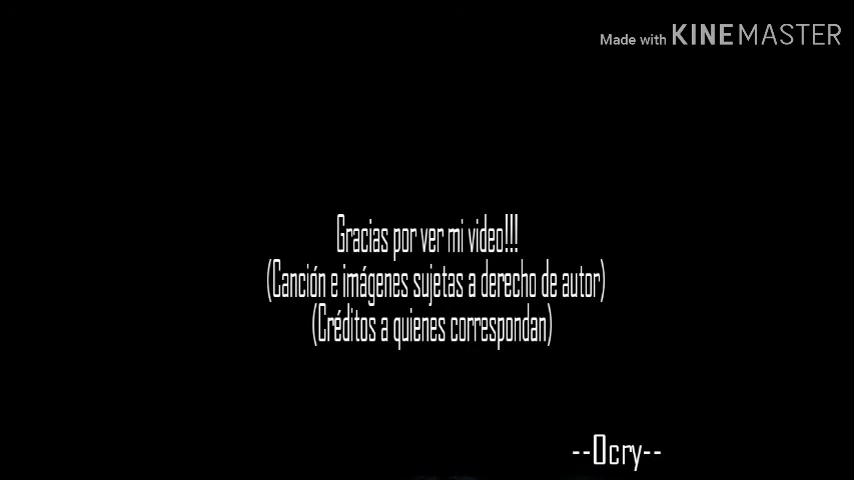 Made with KINEMASTER
Gracias por ver mi video!!!
(Canción e imágenes sujetas a derecho de autor)
(Créditos a quienes correspondan)
--Ocry--